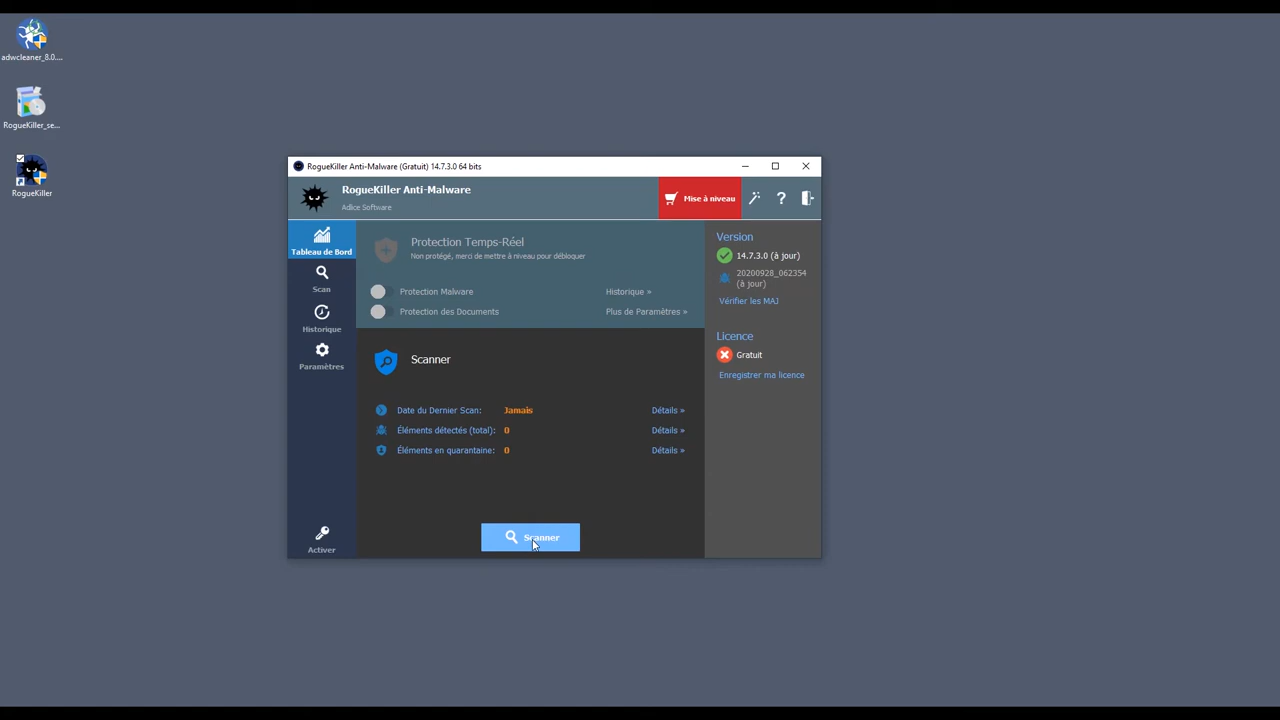 adwcleaner_8.0....
RogueKiller_se...
RogueKiller
RogueKiller Anti-Malware (Gratuit) 14.7.3.0 64 bits
RogueKiller Anti-Malware
Adlice Software
Mise à niveau
?
Tableau de Bord
Scan
Historique
Paramètres
Activer
Protection Temps-Réel
Non protégé, merci de mettre à niveau pour débloquer
Protection Malware
Historique »
Protection des Documents
Plus de Paramètres »
Scanner
Date du Dernier Scan: Jamais Détails »
Éléments détectés (total): 0 Détails »
Éléments en quarantaine: 0 Détails »
Scanner
Version
14.7.3.0 (à jour)
20200928_062354
(à jour)
Vérifier les MAJ
Licence
Gratuit
Enregistrer ma licence